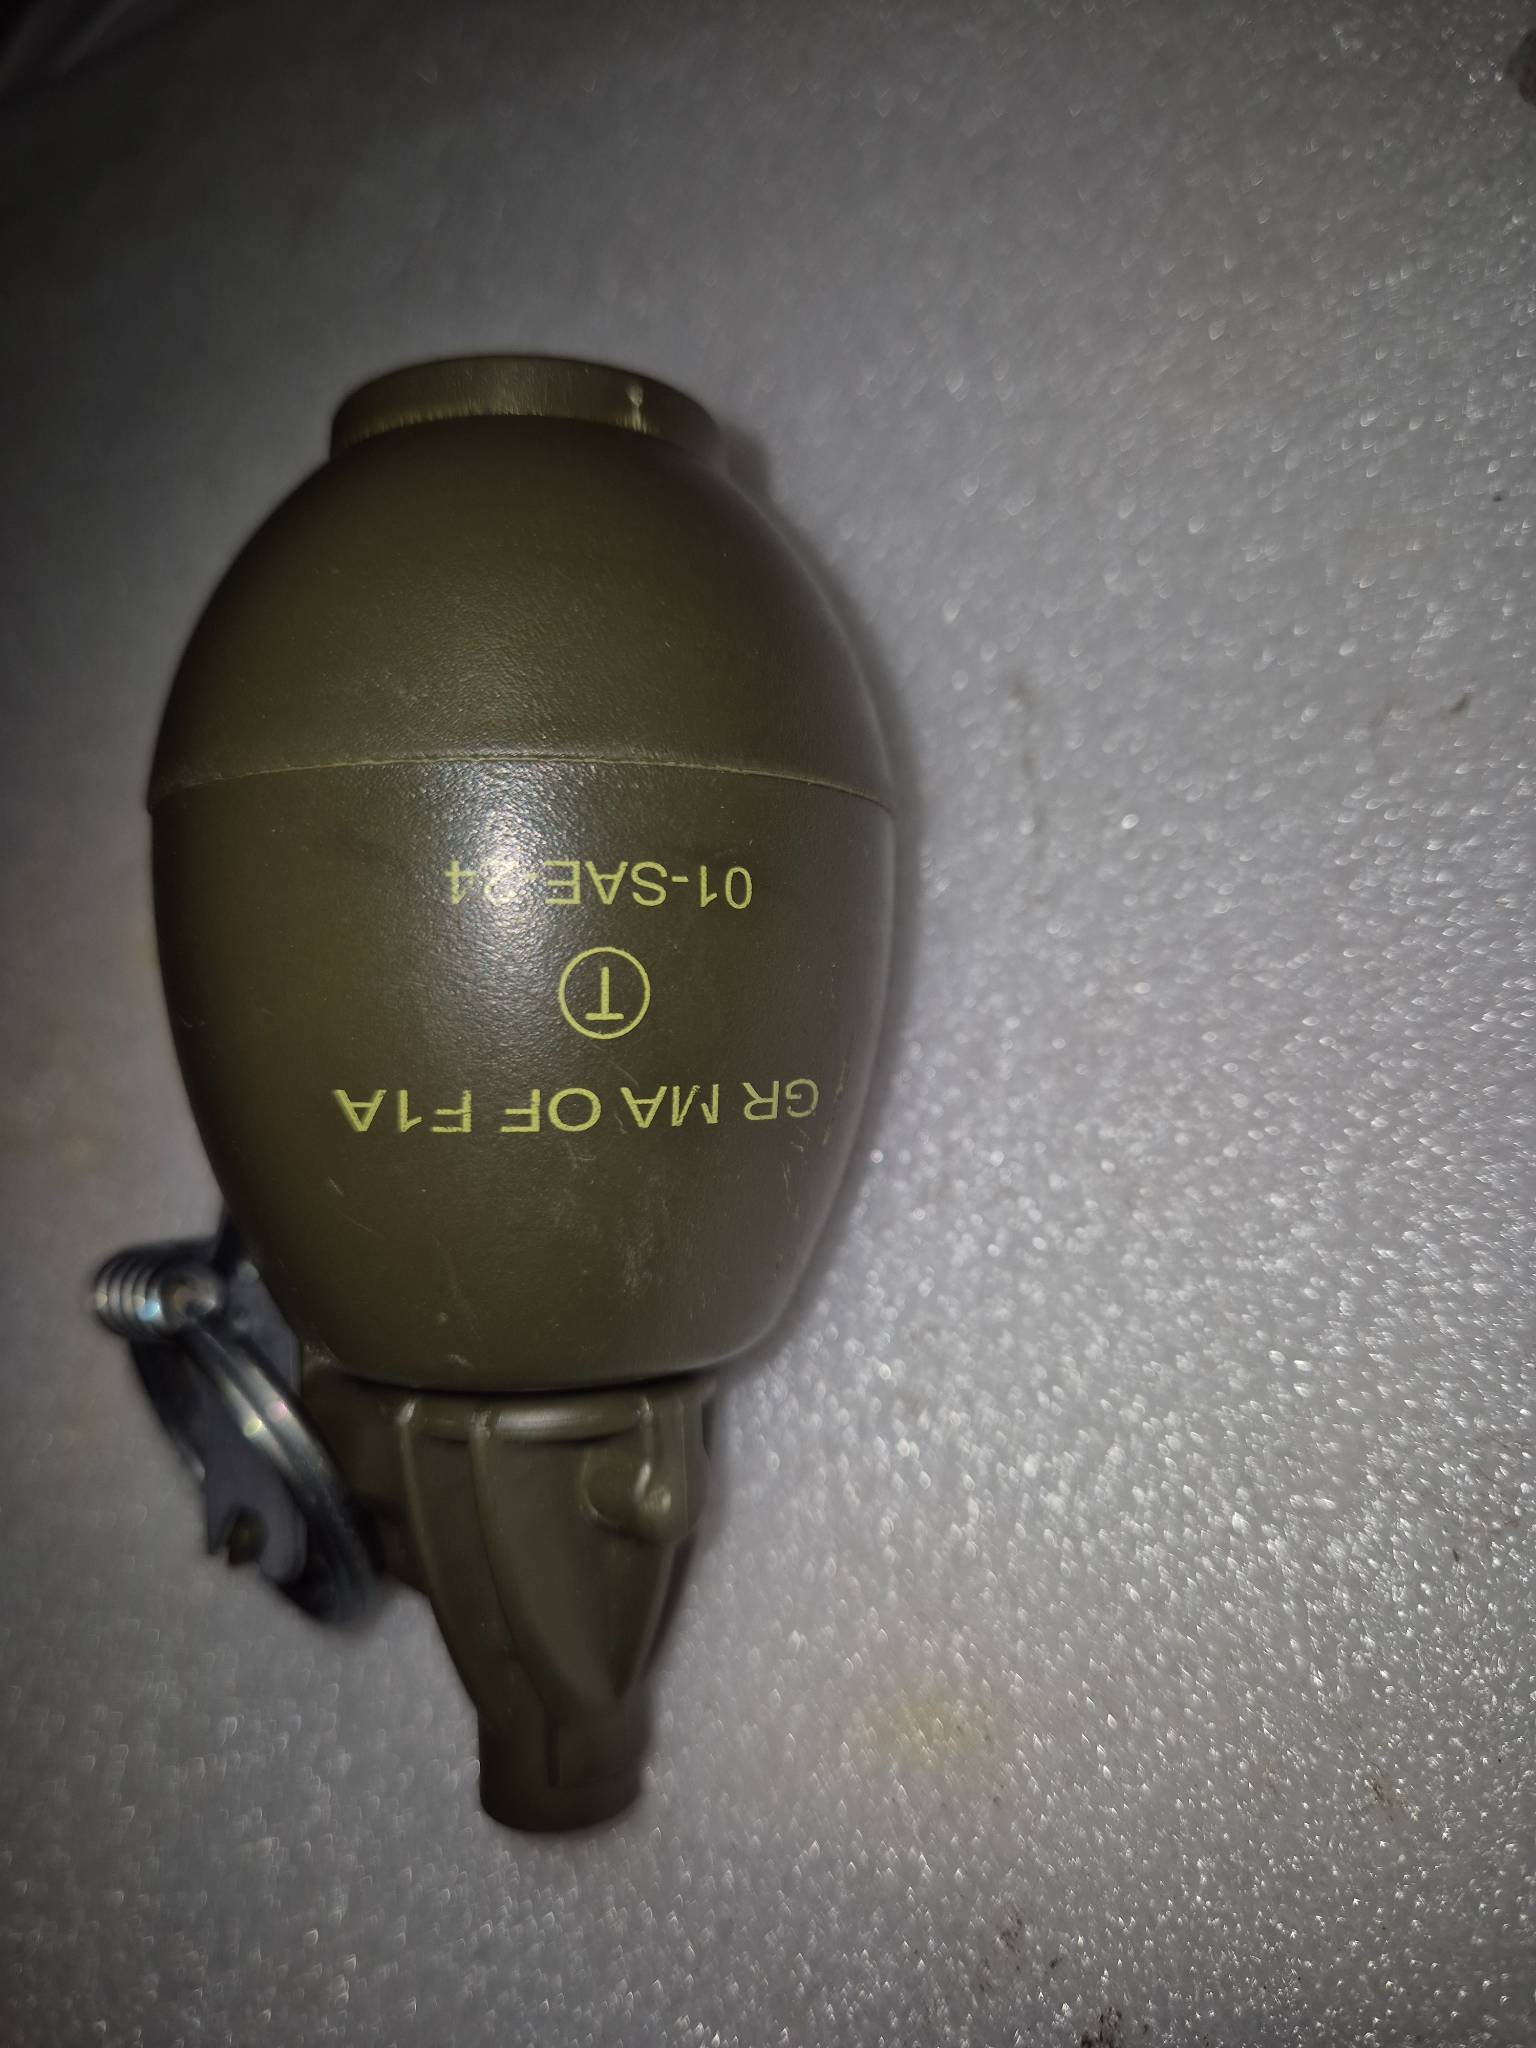 GR MA OF F1A
T
01-SAE-24